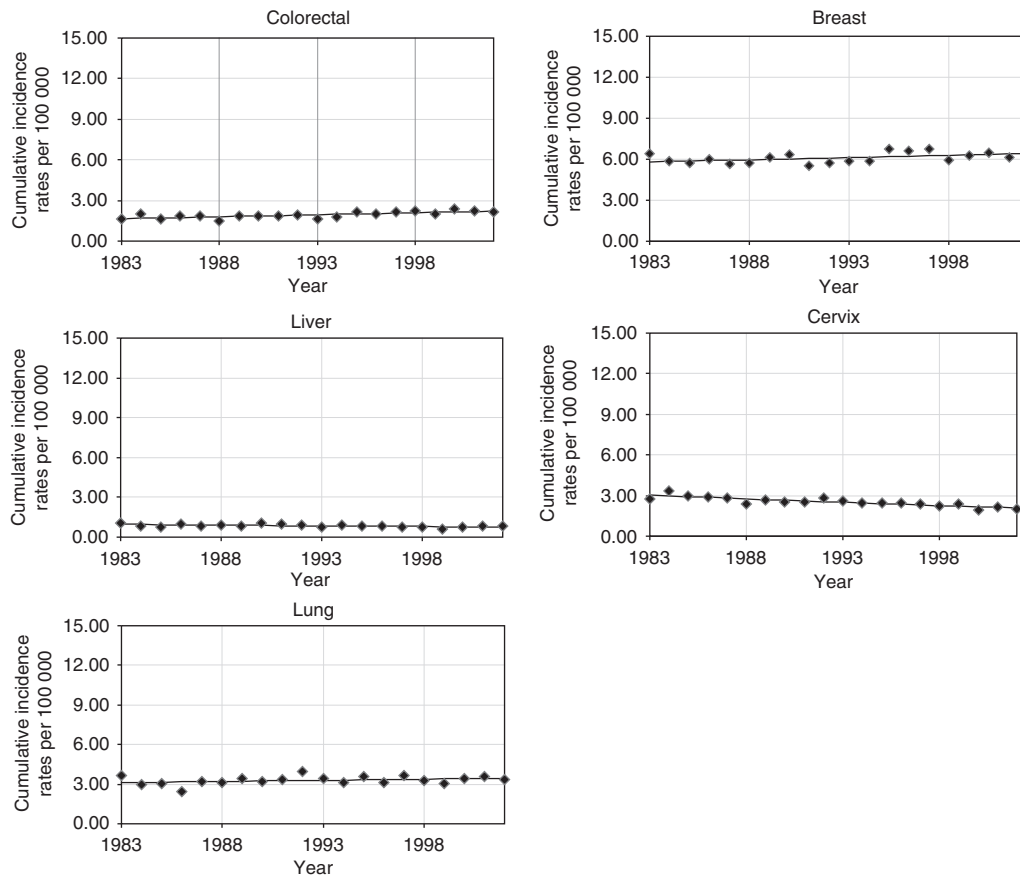 Colorectal
Cumulative incidence
rates per 100 000
15.00
12.00
9.00
6.00
3.00
0.00
1983
1988
1993
1998
Year
Breast
Cumulative incidence
rates per 100 000
15.00
12.00
9.00
6.00
3.00
0.00
1983
1988
1993
1998
Year
Liver
Cumulative incidence
rates per 100 000
15.00
12.00
9.00
6.00
3.00
0.00
1983
1988
1993
1998
Year
Cervix
Cumulative incidence
rates per 100 000
15.00
12.00
9.00
6.00
3.00
0.00
1983
1988
1993
1998
Year
Lung
Cumulative incidence
rates per 100 000
15.00
12.00
9.00
6.00
3.00
0.00
1983
1988
1993
1998
Year